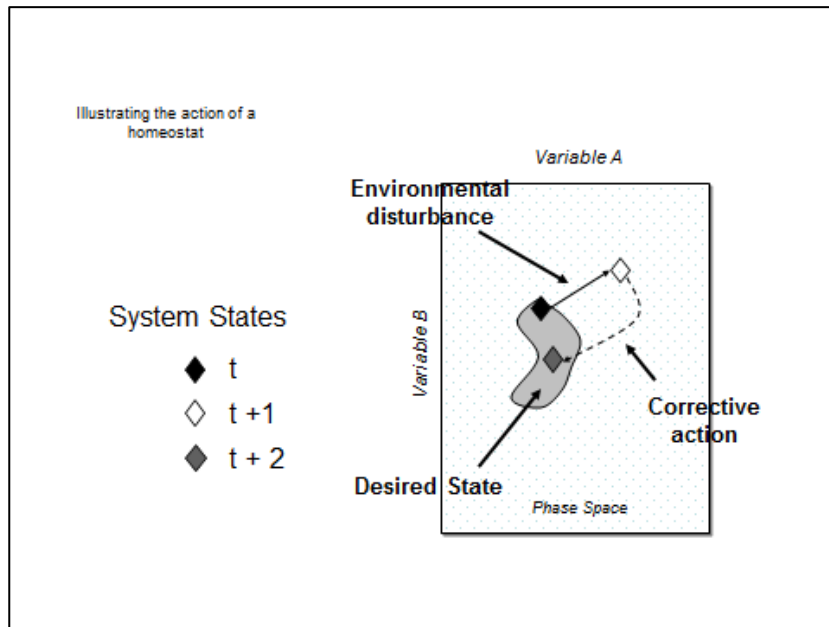 Illustrating the action of a
homeostat
Variable A
Environmental
disturbance
System States
t
t +1
t + 2
Variable B
Corrective
action
Desired State
Phase Space